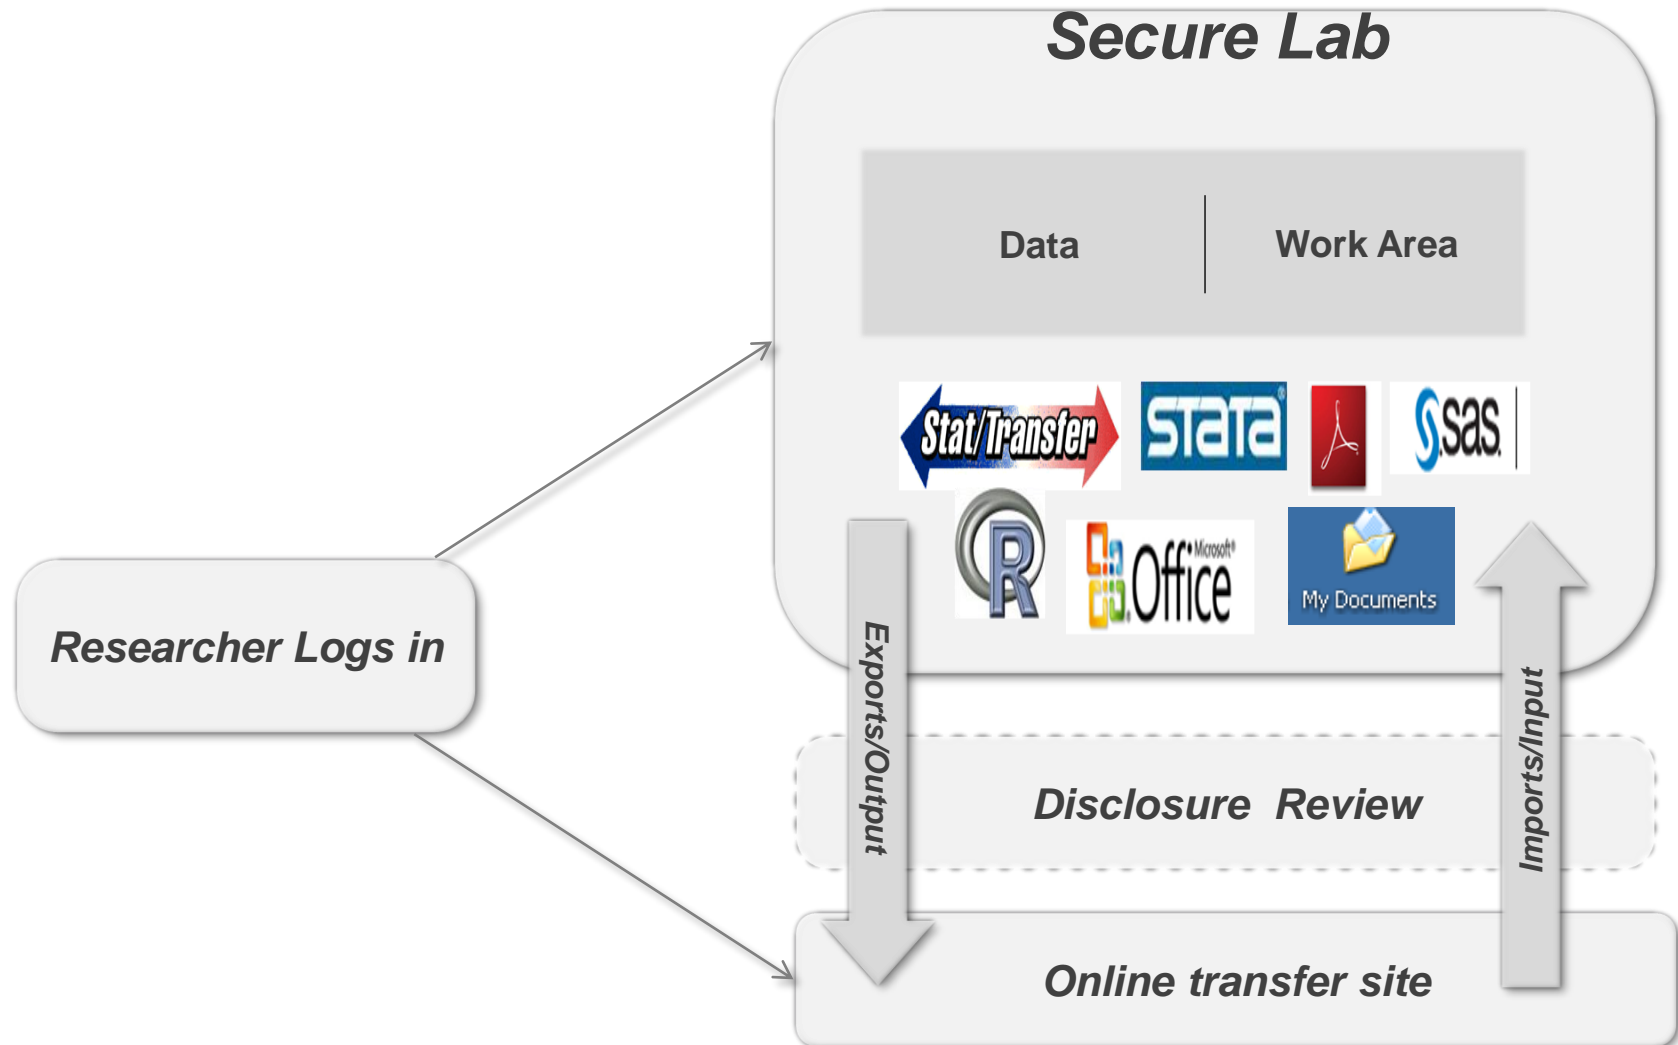 Secure Lab
Data
Work Area
Stat/Transfer
STATA®
sas.
R
Microsoft®
Office
My Documents
Researcher Logs in
Exports/Output
Imports/Input
Disclosure Review
Online transfer site